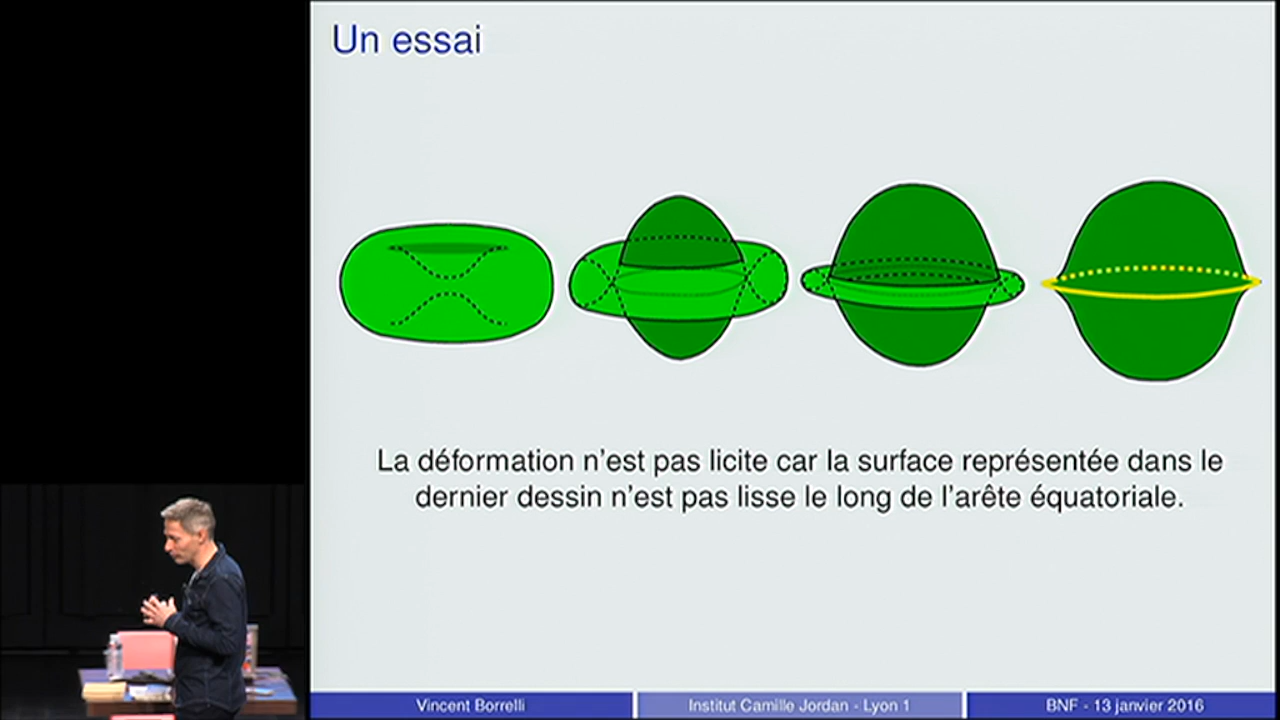 Un essai
La déformation n'est pas licite car la surface représentée dans le
dernier dessin n'est pas lisse le long de l'arête équatoriale.
Vincent Borrelli
Institut Camille Jordan - Lyon 1
BNF - 13 janvier 2016